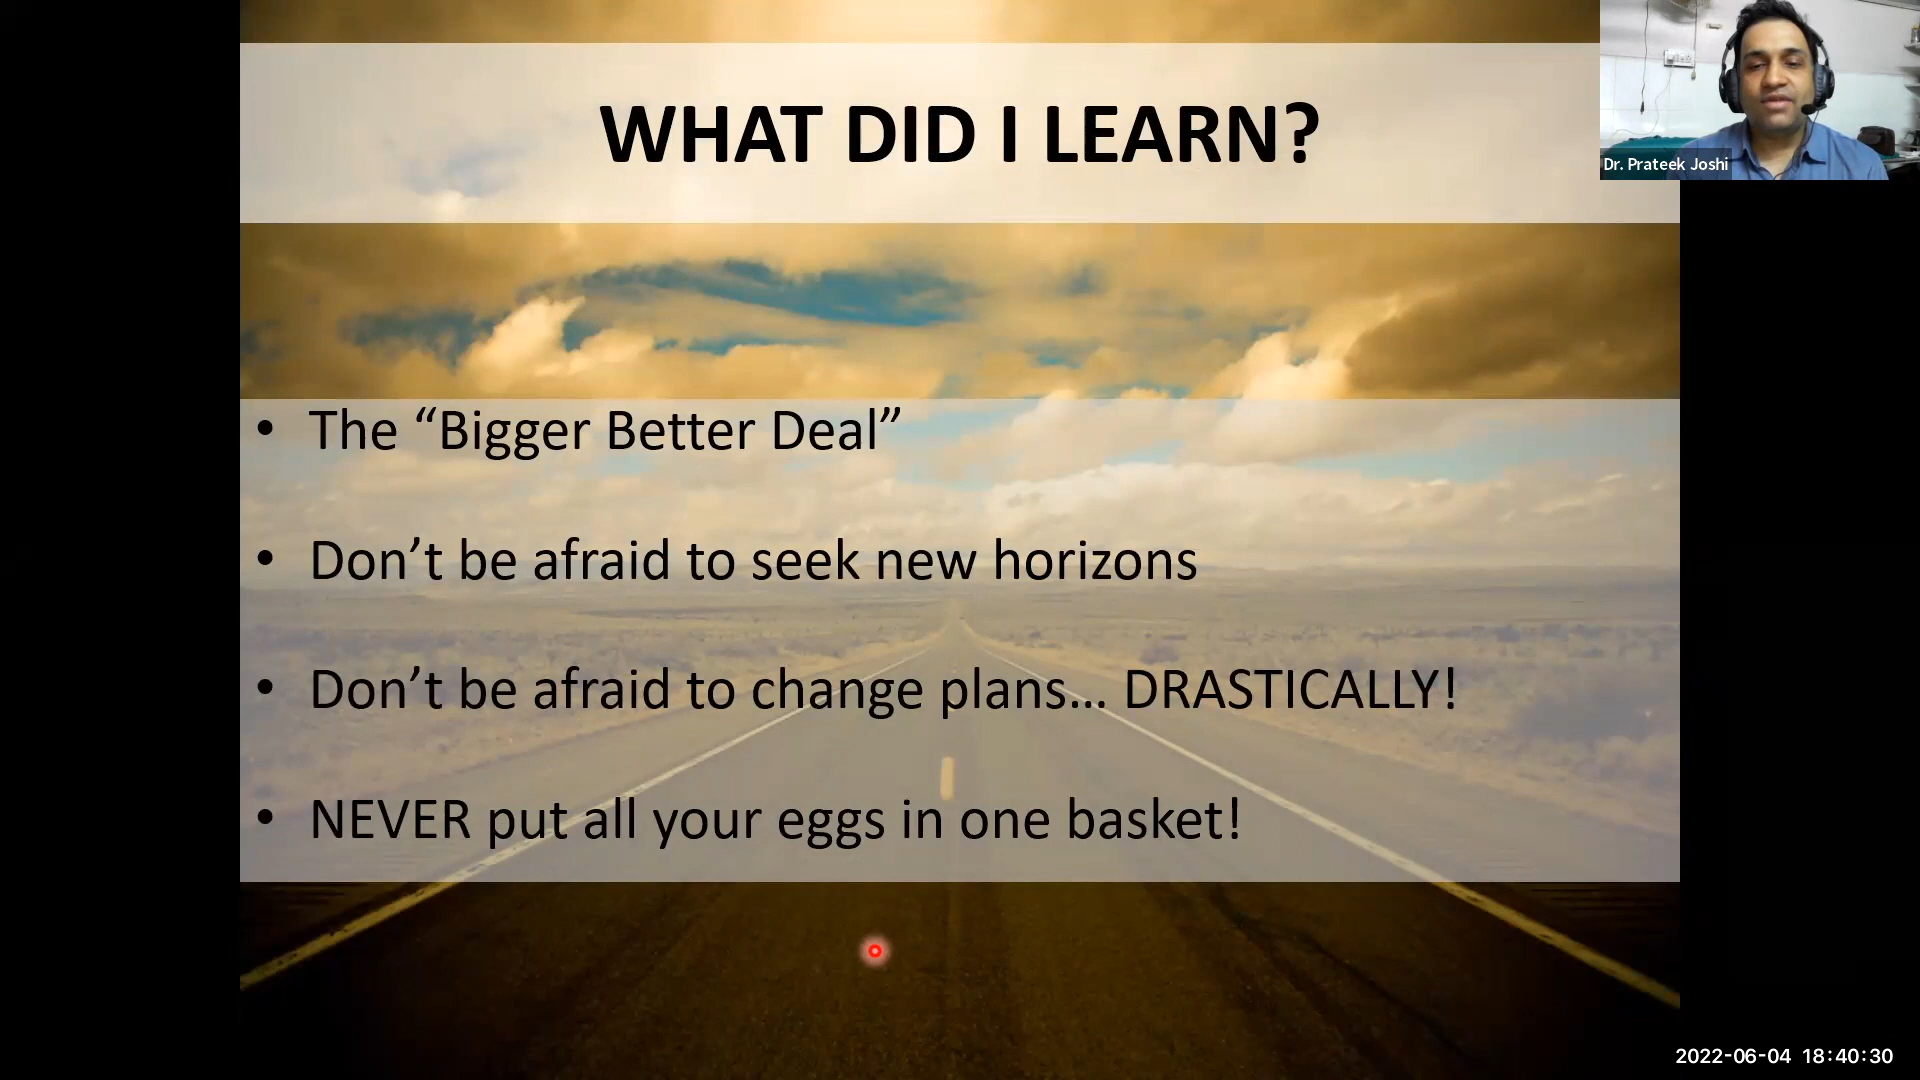 WHAT DID I LEARN?
Dr. Prateek Joshi
• The “Bigger Better Deal”
• Don’t be afraid to seek new horizons
• Don’t be afraid to change plans... DRASTICALLY!
• NEVER put all your eggs in one basket!
2022-06-04 18:40:30